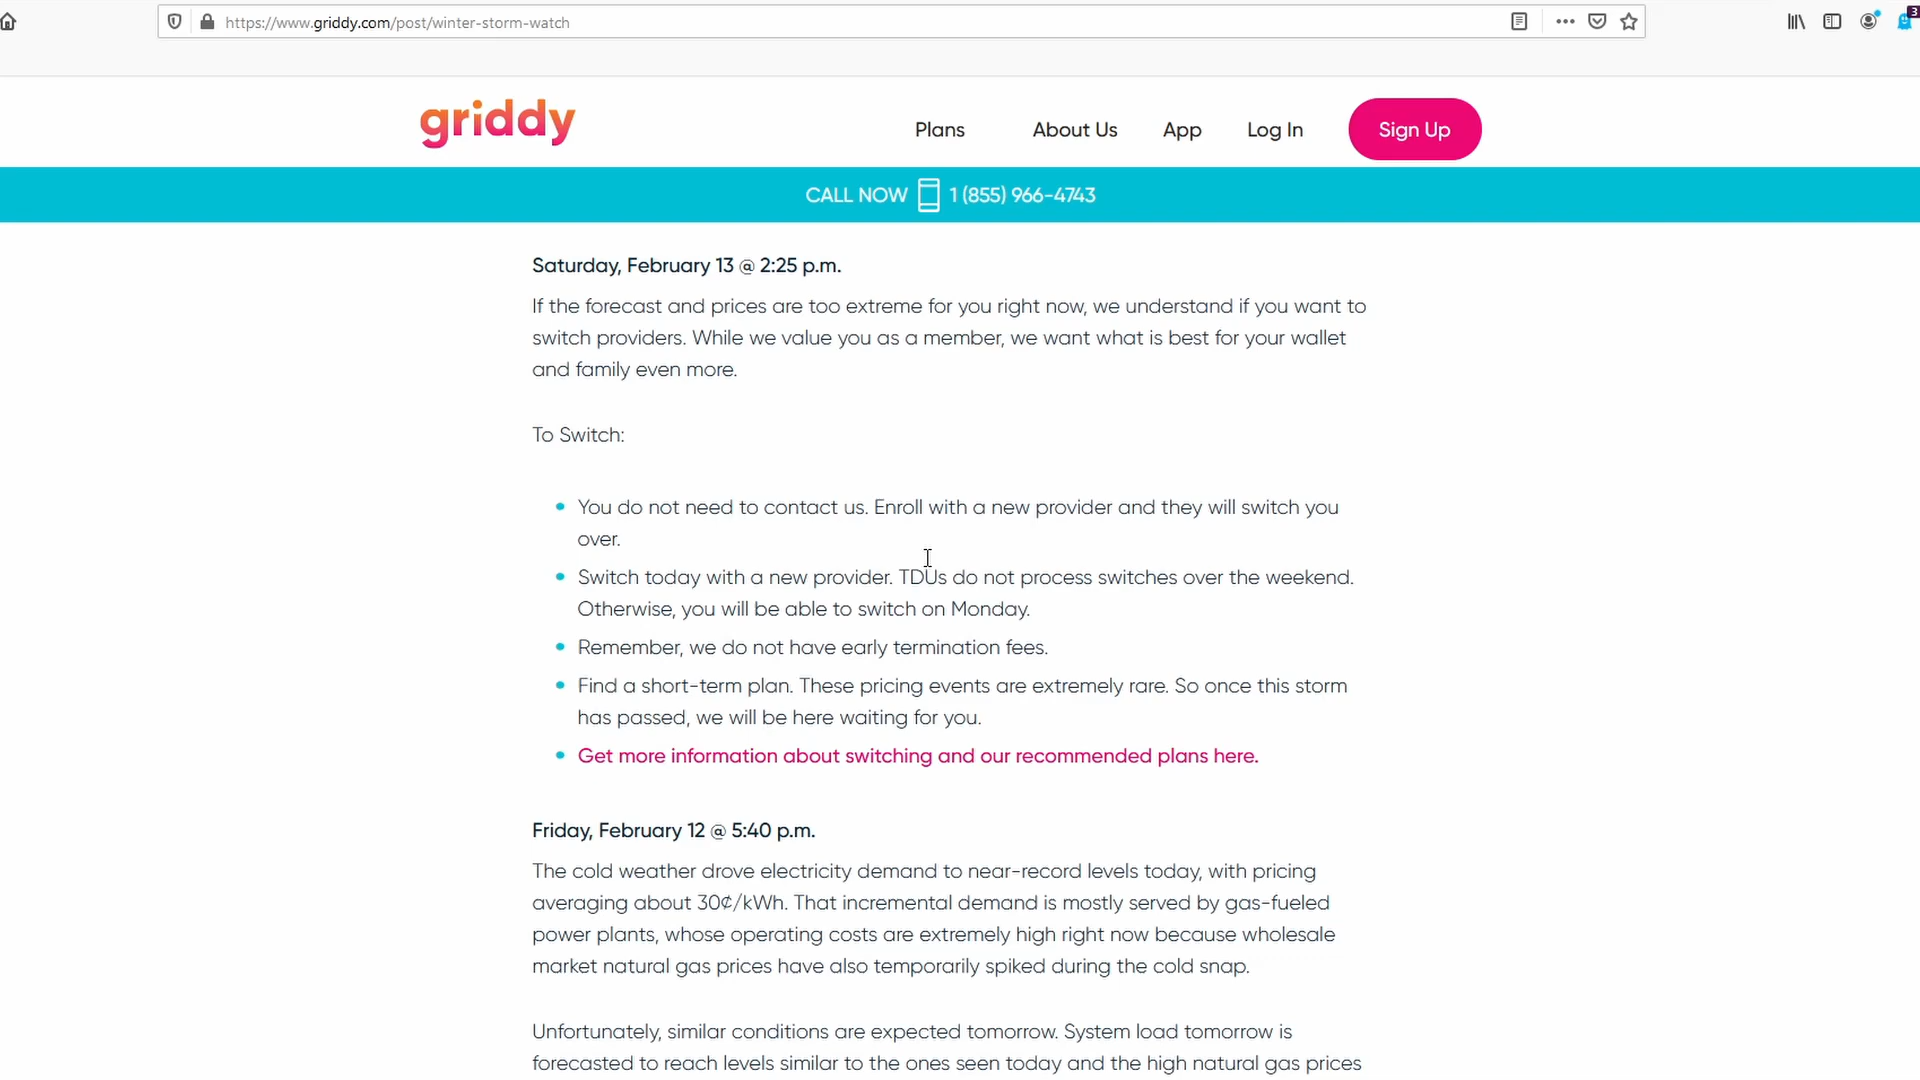 https://www.griddy.com/post/winter-storm-watch
3
griddy
Plans
About Us
App
Log In
Sign Up
CALL NOW 1 (855) 966-4743
Saturday, February 13 @ 2:25 p.m.
If the forecast and prices are too extreme for you right now, we understand if you want to
switch providers. While we value you as a member, we want what is best for your wallet
and family even more.
To Switch:
You do not need to contact us. Enroll with a new provider and they will switch you
over.
Switch today with a new provider. TDUs do not process switches over the weekend.
Otherwise, you will be able to switch on Monday.
Remember, we do not have early termination fees.
Find a short-term plan. These pricing events are extremely rare. So once this storm
has passed, we will be here waiting for you.
Get more information about switching and our recommended plans here.
Friday, February 12 @ 5:40 p.m.
The cold weather drove electricity demand to near-record levels today, with pricing
averaging about 30¢/kWh. That incremental demand is mostly served by gas-fueled
power plants, whose operating costs are extremely high right now because wholesale
market natural gas prices have also temporarily spiked during the cold snap.
Unfortunately, similar conditions are expected tomorrow. System load tomorrow is
forecasted to reach levels similar to the ones seen today and the high natural gas prices